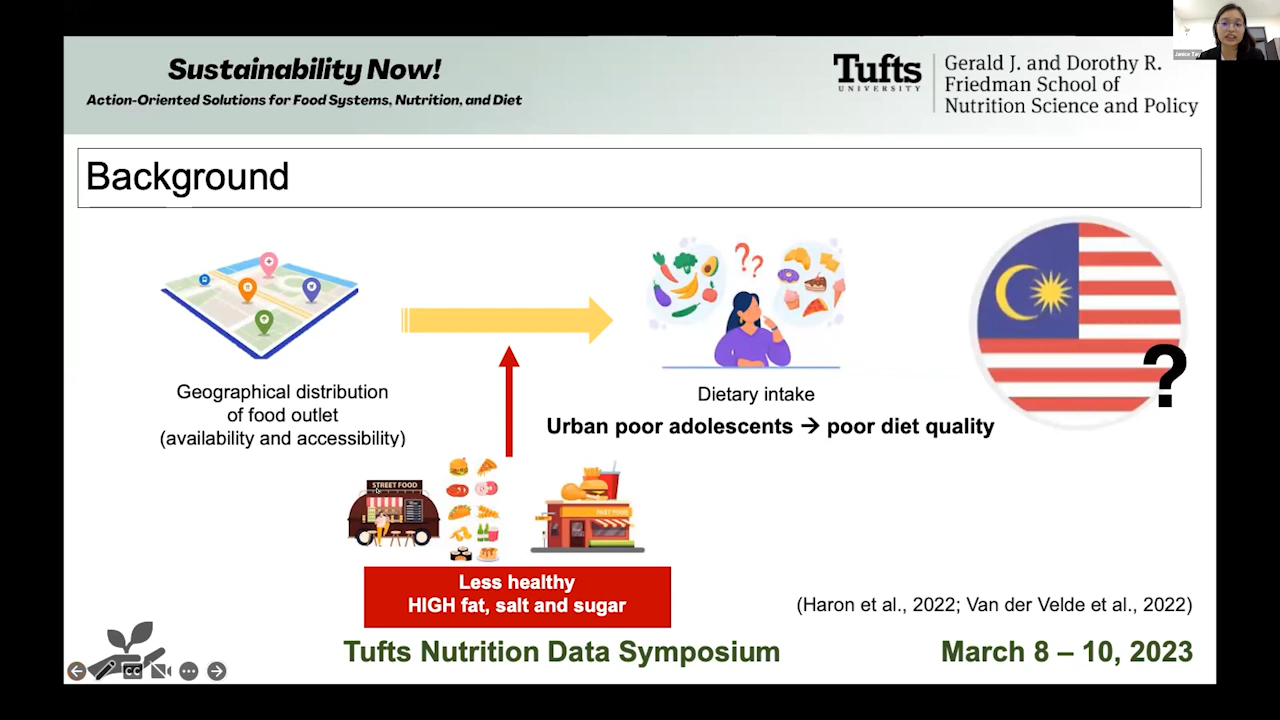 Janice Tay
Sustainability Now!
Action-Oriented Solutions for Food Systems, Nutrition, and Diet
Tufts
UNIVERSITY
Gerald J. and Dorothy R.
Friedman School of
Nutrition Science and Policy
Background
??
?
Geographical distribution
of food outlet
(availability and accessibility)
Dietary intake
Urban poor adolescents → poor diet quality
STREET FOOD
FAST FOOD
Less healthy
HIGH fat, salt and sugar
(Haron et al., 2022; Van der Velde et al., 2022)
Tufts Nutrition Data Symposium
March 8 – 10, 2023
CC